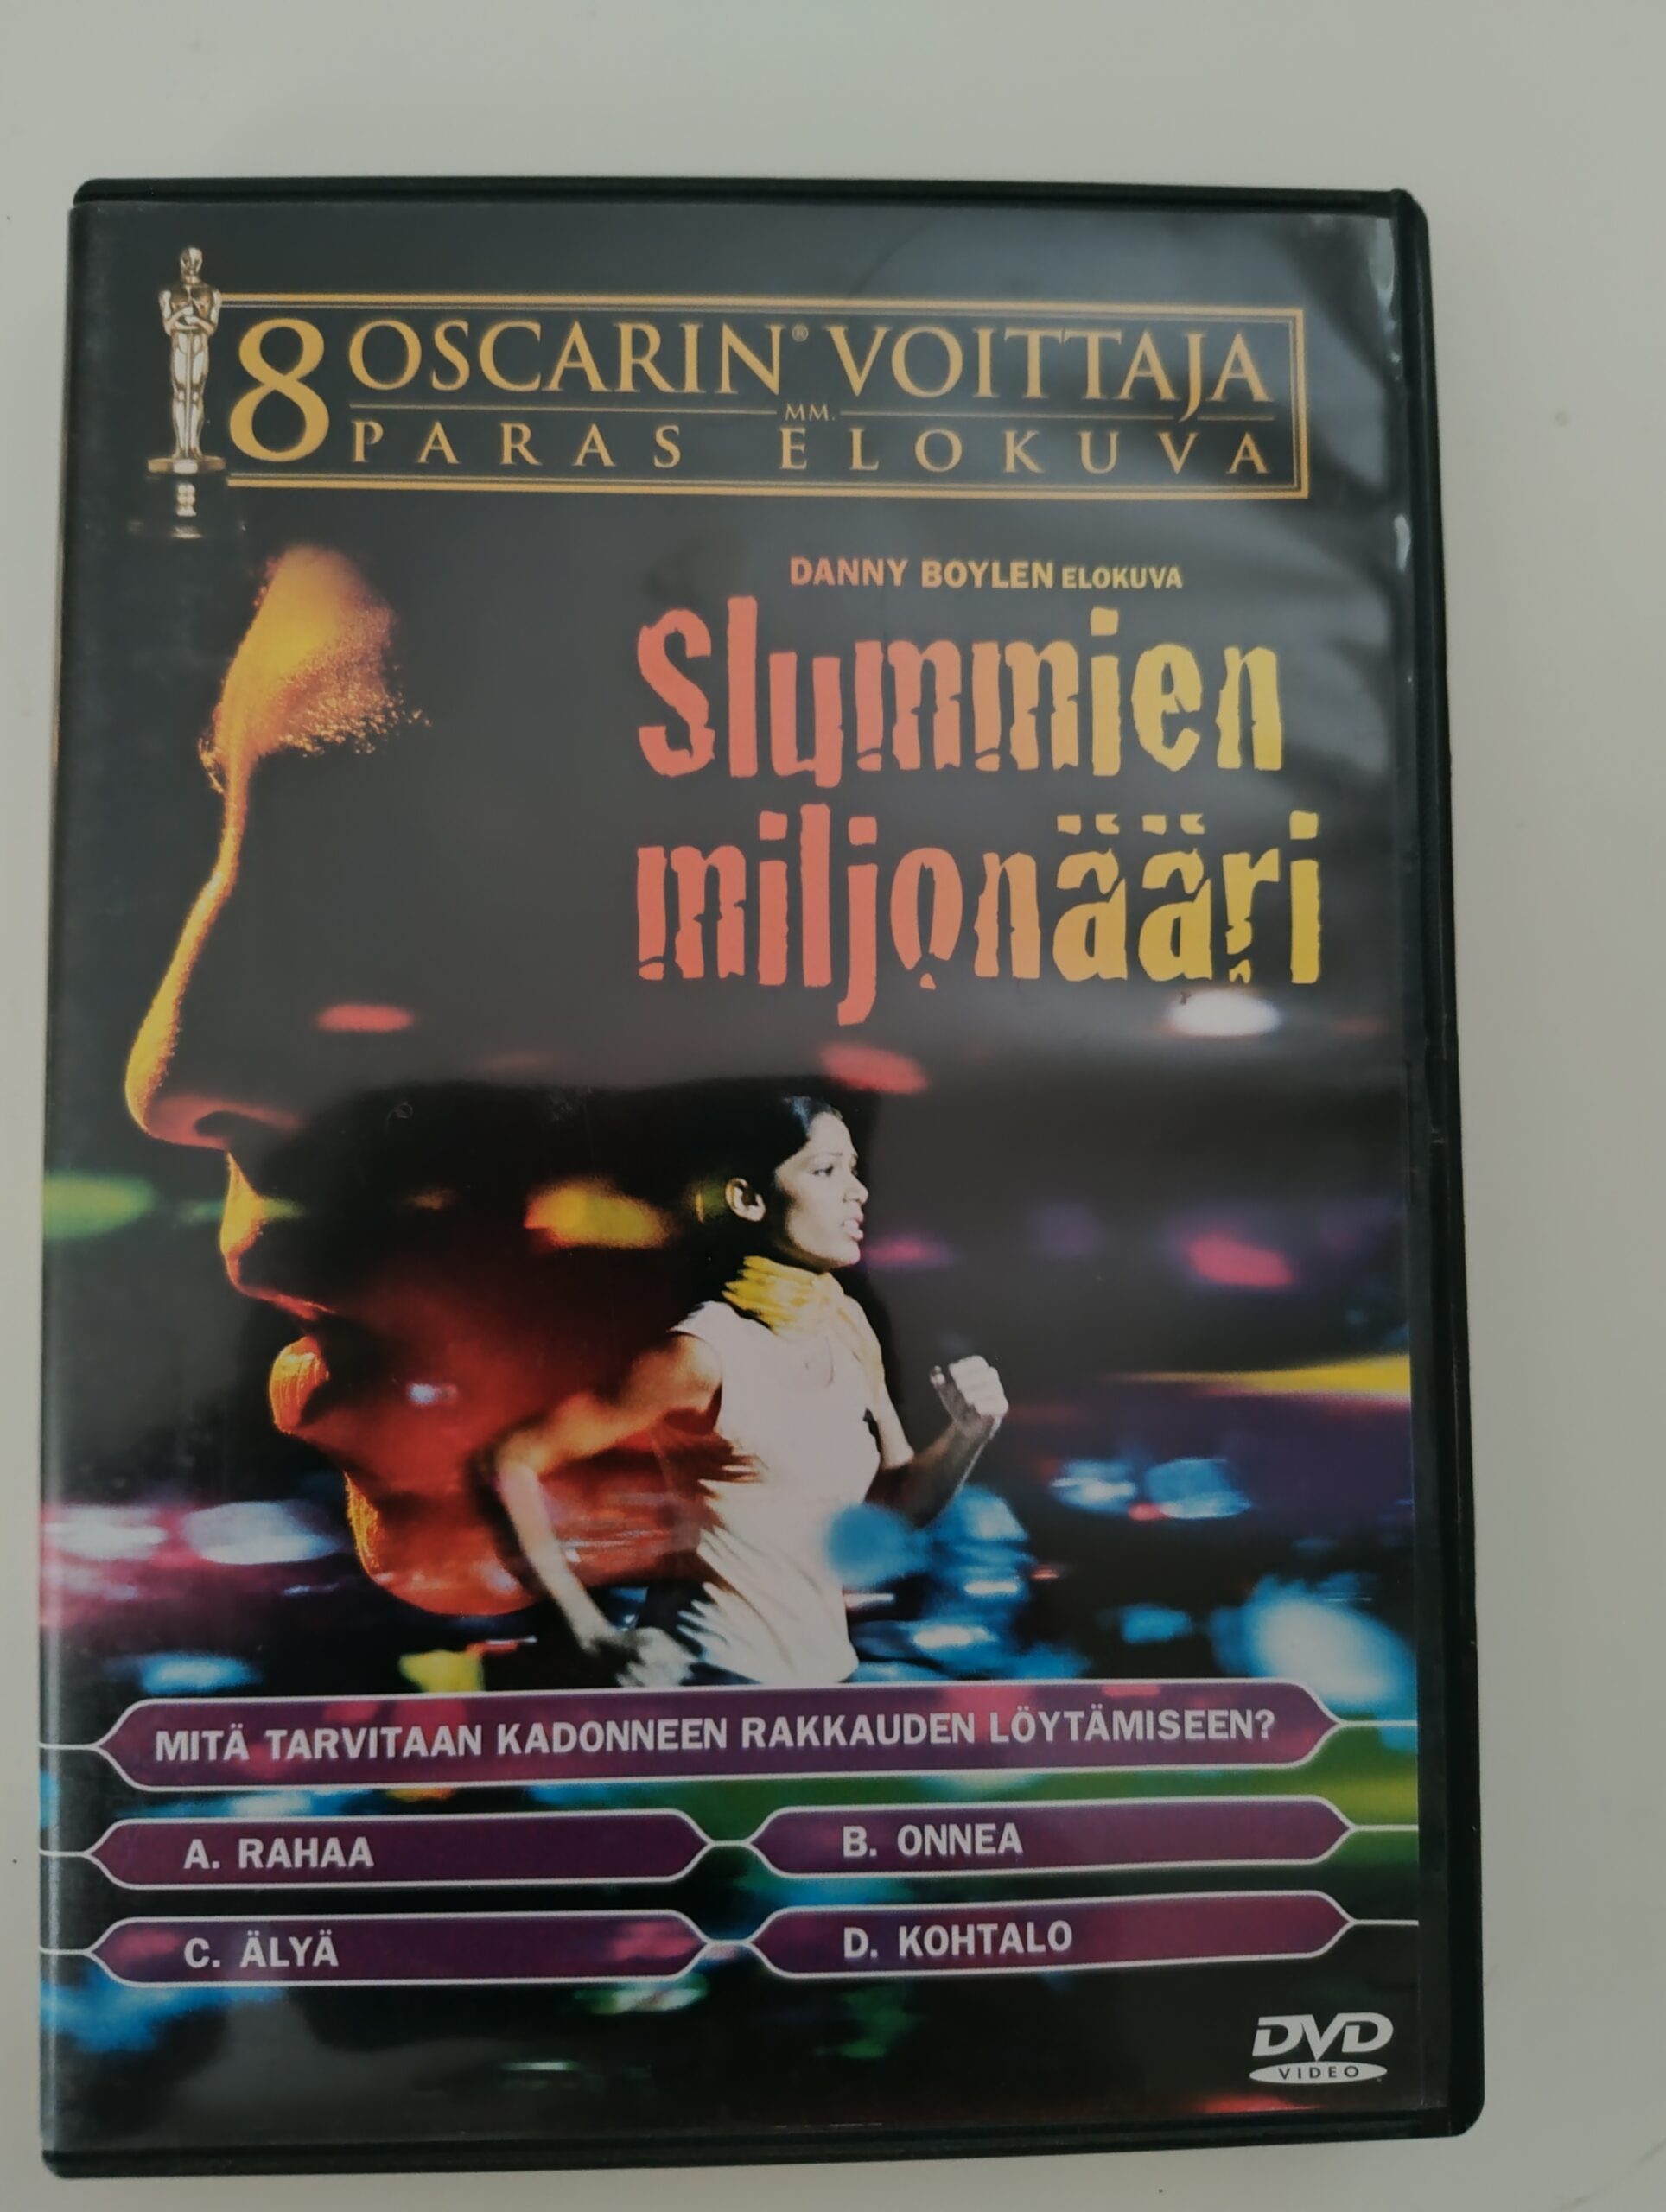 8 OSCARIN® VOITTAJA
MM.
PARAS ELOKUVA
DANNY BOYLEN ELOKUVA
Slummien
miljonääri
MITÄ TARVITAAN KADONNEEN RAKKAUDEN LÖYTÄMISEEN?
A. RAHAA
B. ONNEA
C. ÄLYÄ
D. KOHTALO
DVD
VIDEO